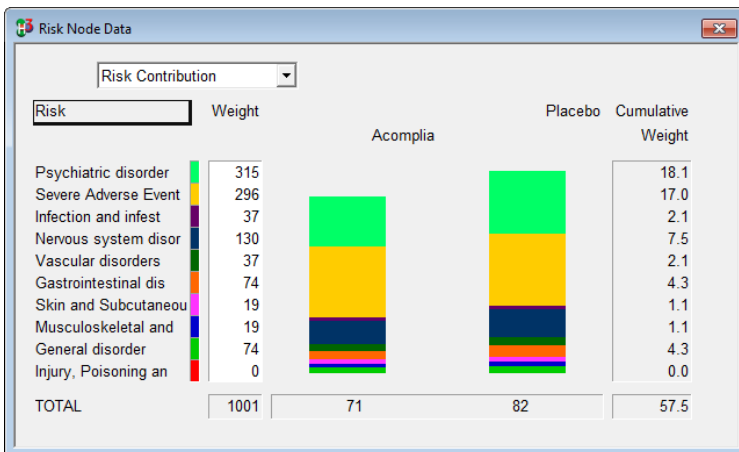 Risk Node Data
Risk Contribution
Risk Weight Placebo Cumulative
Acomplia Weight
Psychiatric disorder 315 18.1
Severe Adverse Event 296 17.0
Infection and infest 37 2.1
Nervous system disor 130 7.5
Vascular disorders 37 2.1
Gastrointestinal dis 74 4.3
Skin and Subcutaneou 19 1.1
Musculoskeletal and 19 1.1
General disorder 74 4.3
Injury, Poisoning an 0 0.0
TOTAL 1001 71 82 57.5